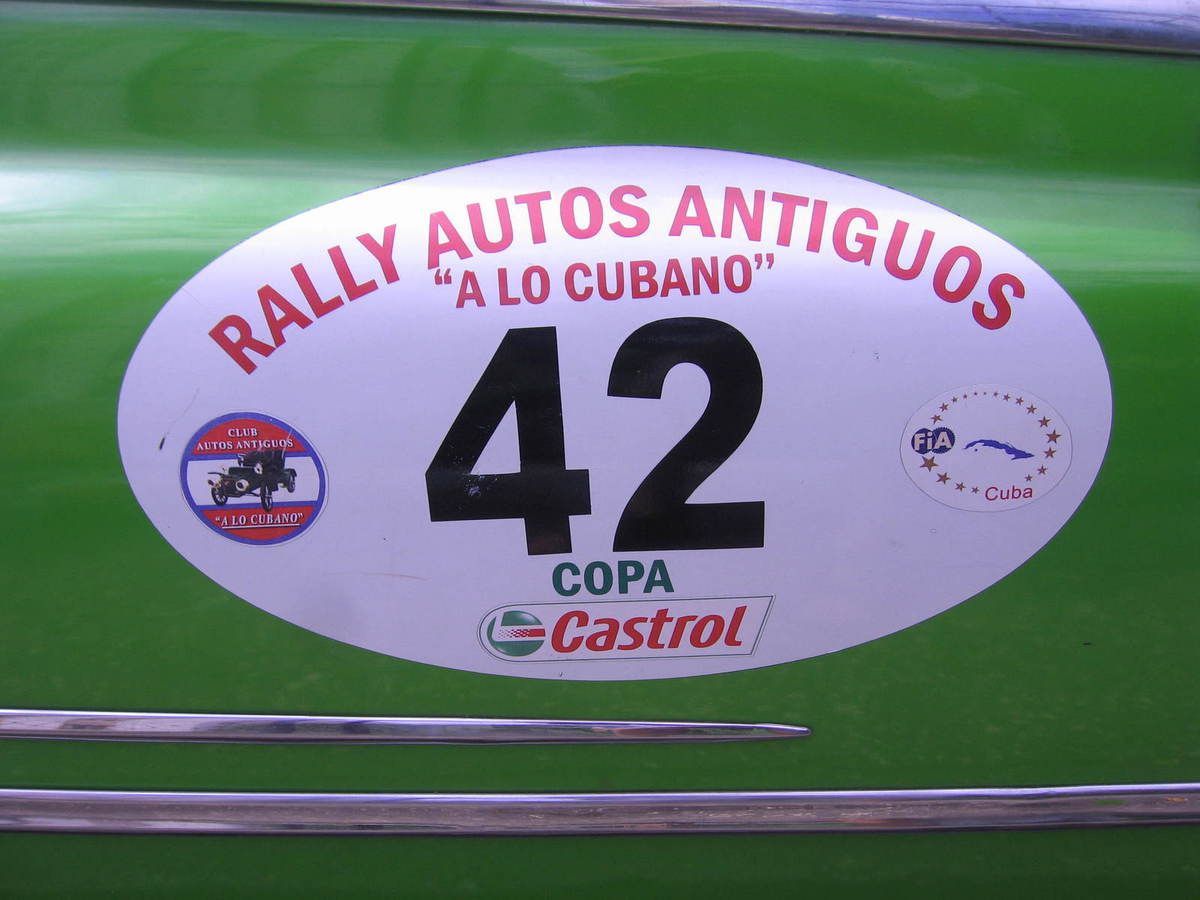 RALLY AUTOS ANTIGUOS
“A LO CUBANO”
42
CLUB
AUTOS ANTIGUOS
“A LO CUBANO”
FiA
Cuba
COPA
Castrol